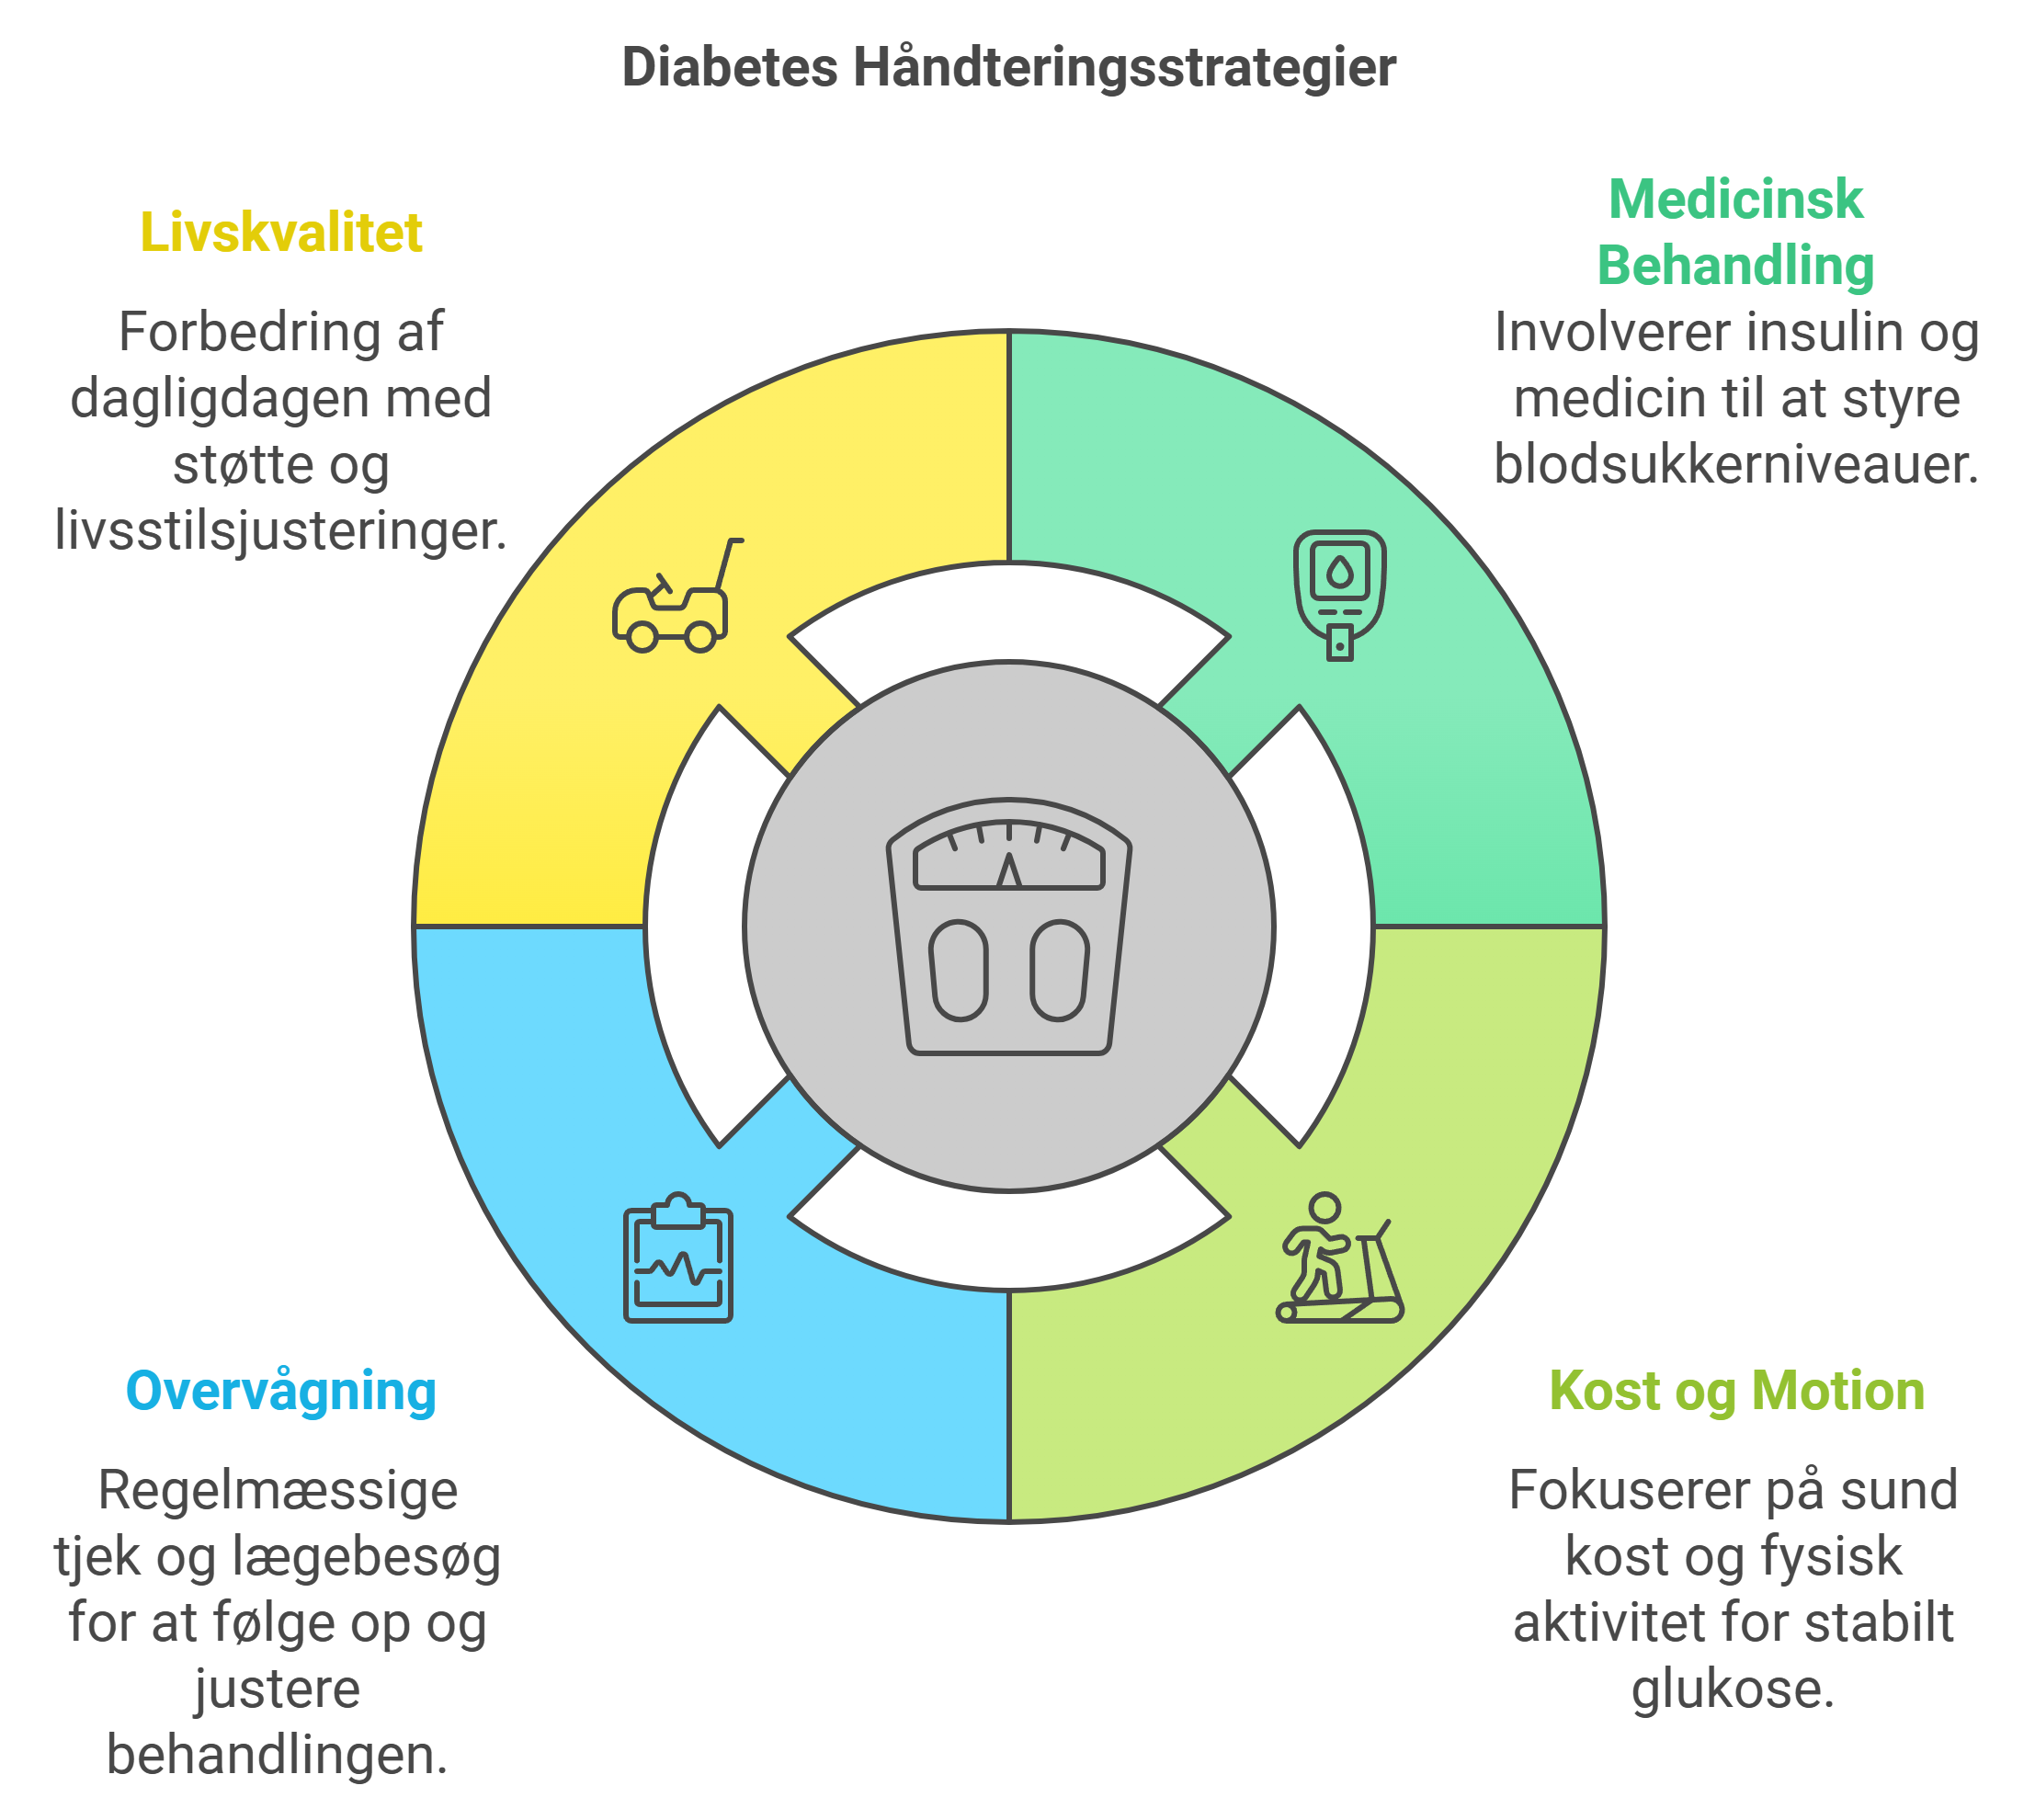 Diabetes Håndteringsstrategier
Livskvalitet
Forbedring af
dagligdagen med
støtte og
livsstilsjusteringer.
Medicinsk
Behandling
Involverer insulin og
medicin til at styre
blodsukkerniveauer.
Overvågning
Regelmæssige
tjek og lægebesøg
for at følge op og
justere
behandlingen.
Kost og Motion
Fokuserer på sund
kost og fysisk
aktivitet for stabilt
glukose.